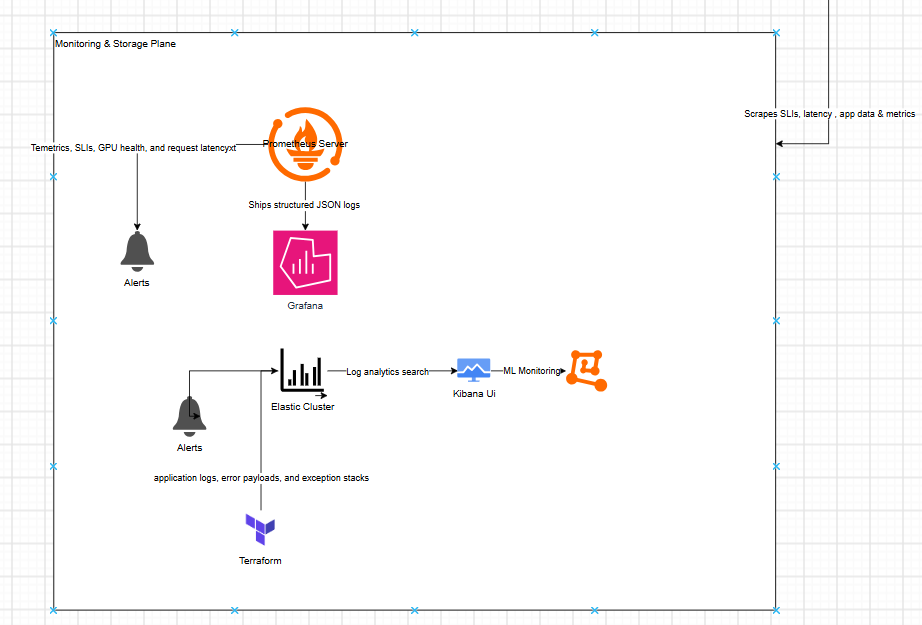 Monitoring & Storage Plane
Scrapes SLIs, latency , app data & metrics
Prometheus Server
Temetrics, SLIs, GPU health, and request latencyxt
Ships structured JSON logs
Alerts
Grafana
Log analytics search
ML Monitoring
Kibana Ui
Elastic Cluster
Alerts
application logs, error payloads, and exception stacks
Terraform